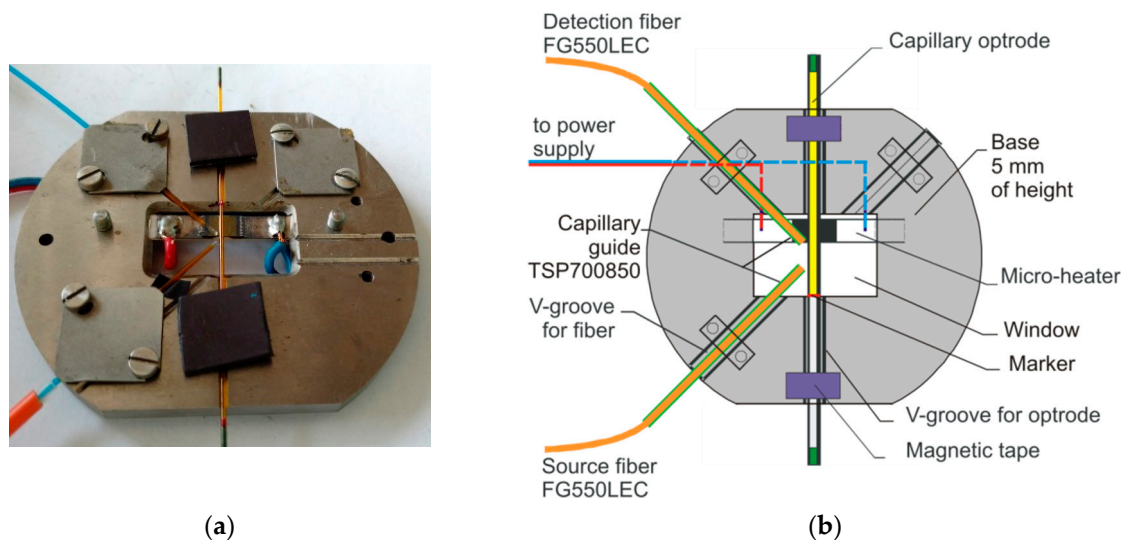 Detection fiber
FG550LEC
Capillary optrode
to power
supply
Base
5 mm
of height
Capillary
guide
TSP700850
Micro-heater
V-groove
for fiber
Window
Marker
V-groove for optrode
Magnetic tape
Source fiber
FG550LEC
(a)
(b)